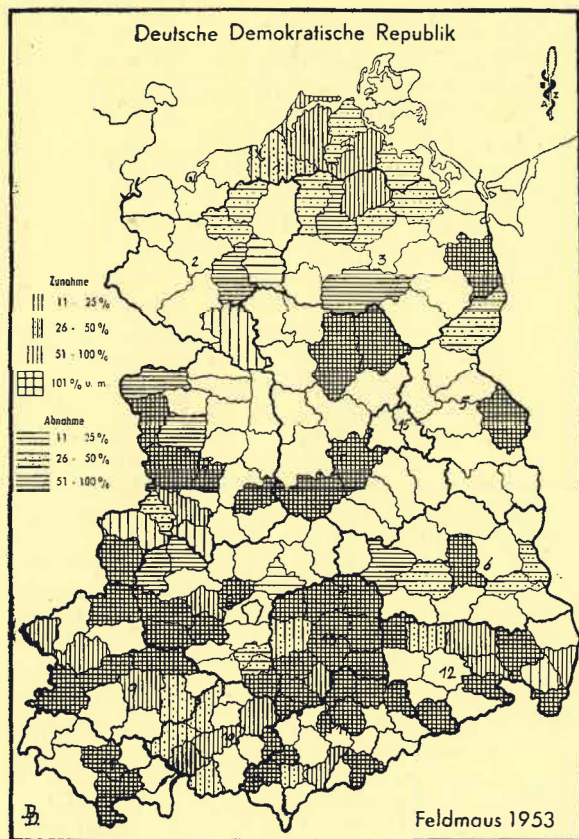 Deutsche Demokratische Republik
Zunahme
11 - 25%
26 - 50%
51 - 100%
101% u. m.
Abnahme
11 - 25%
26 - 50%
51 - 100%
2
3
5
6
12
Feldmaus 1953